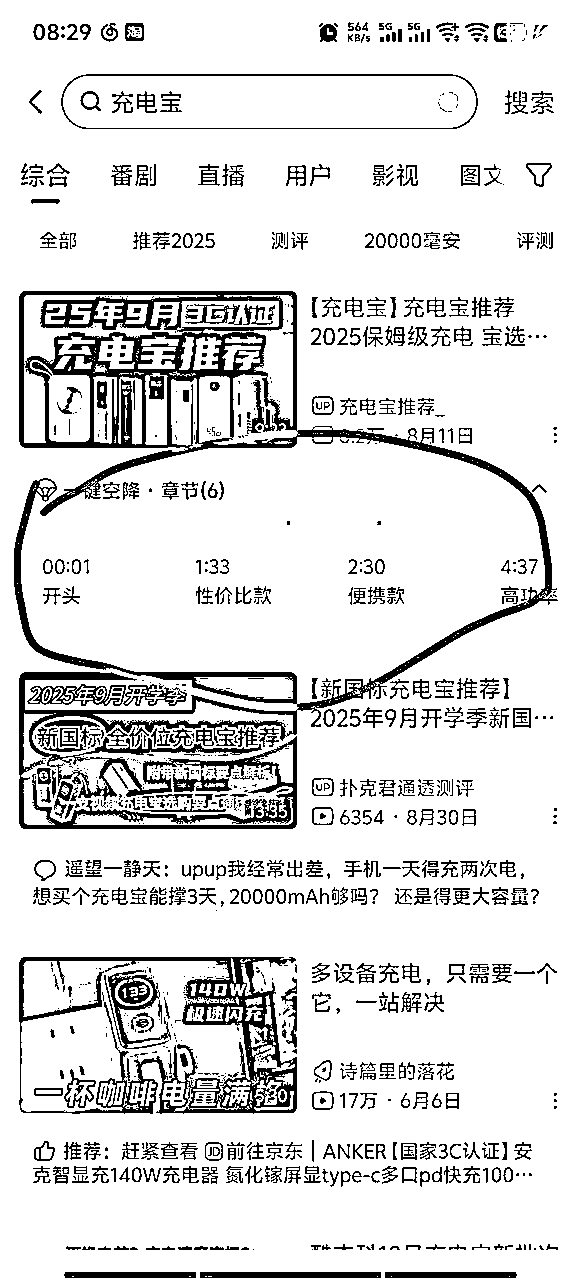 08:29
564 KB/s 5G 5G
充电宝
搜索
综合 番剧 直播 用户 影视 图文
全部 推荐2025 测评 20000毫安 评测
25年9月 3C认证
充电宝推荐
【充电宝】充电宝推荐
2025保姆级充电 宝选…
UP 充电宝推荐_
8月11日
一键空降 · 章节(6)
00:01 1:33 2:30 4:37
开头 性价比款 便携款 高功率
2025年9月开学季
新国标 全价位充电宝推荐
13:35
【新国标充电宝推荐】
2025年9月开学季新国…
UP 扑克君通透测评
6354 · 8月30日
遥望一静天：upup我经常出差，手机一天得充两次电，
想买个充电宝能撑3天，20000mAh够吗？ 还是得更大容量？
133
140W
极速闪充
一杯咖啡电量满格
多设备充电，只需要一个
它，一站解决
诗篇里的落花
17万 · 6月6日
推荐：赶紧查看 JD前往京东｜ANKER【国家3C认证】安
克智显充140W充电器 氮化镓屏显type-c多口pd快充100…